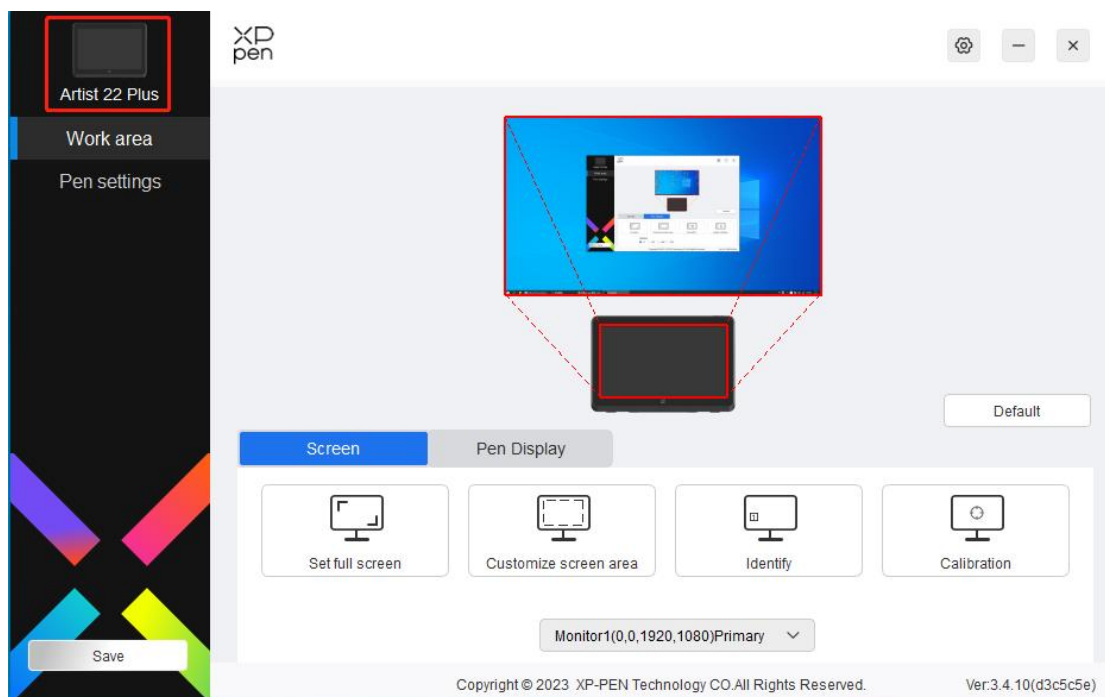 XP
pen
Artist 22 Plus
Work area
Pen settings
Default
Screen
Pen Display
Set full screen
Customize screen area
Identify
Calibration
Monitor1(0,0,1920,1080)Primary
Save
Copyright © 2023 XP-PEN Technology CO.All Rights Reserved.
Ver:3.4.10(d3c5c5e)